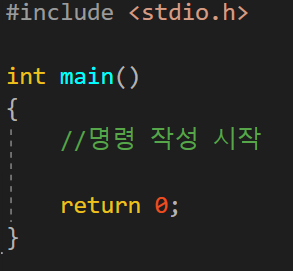 #include <stdio.h>
int main()
{
//명령 작성 시작
return 0;
}